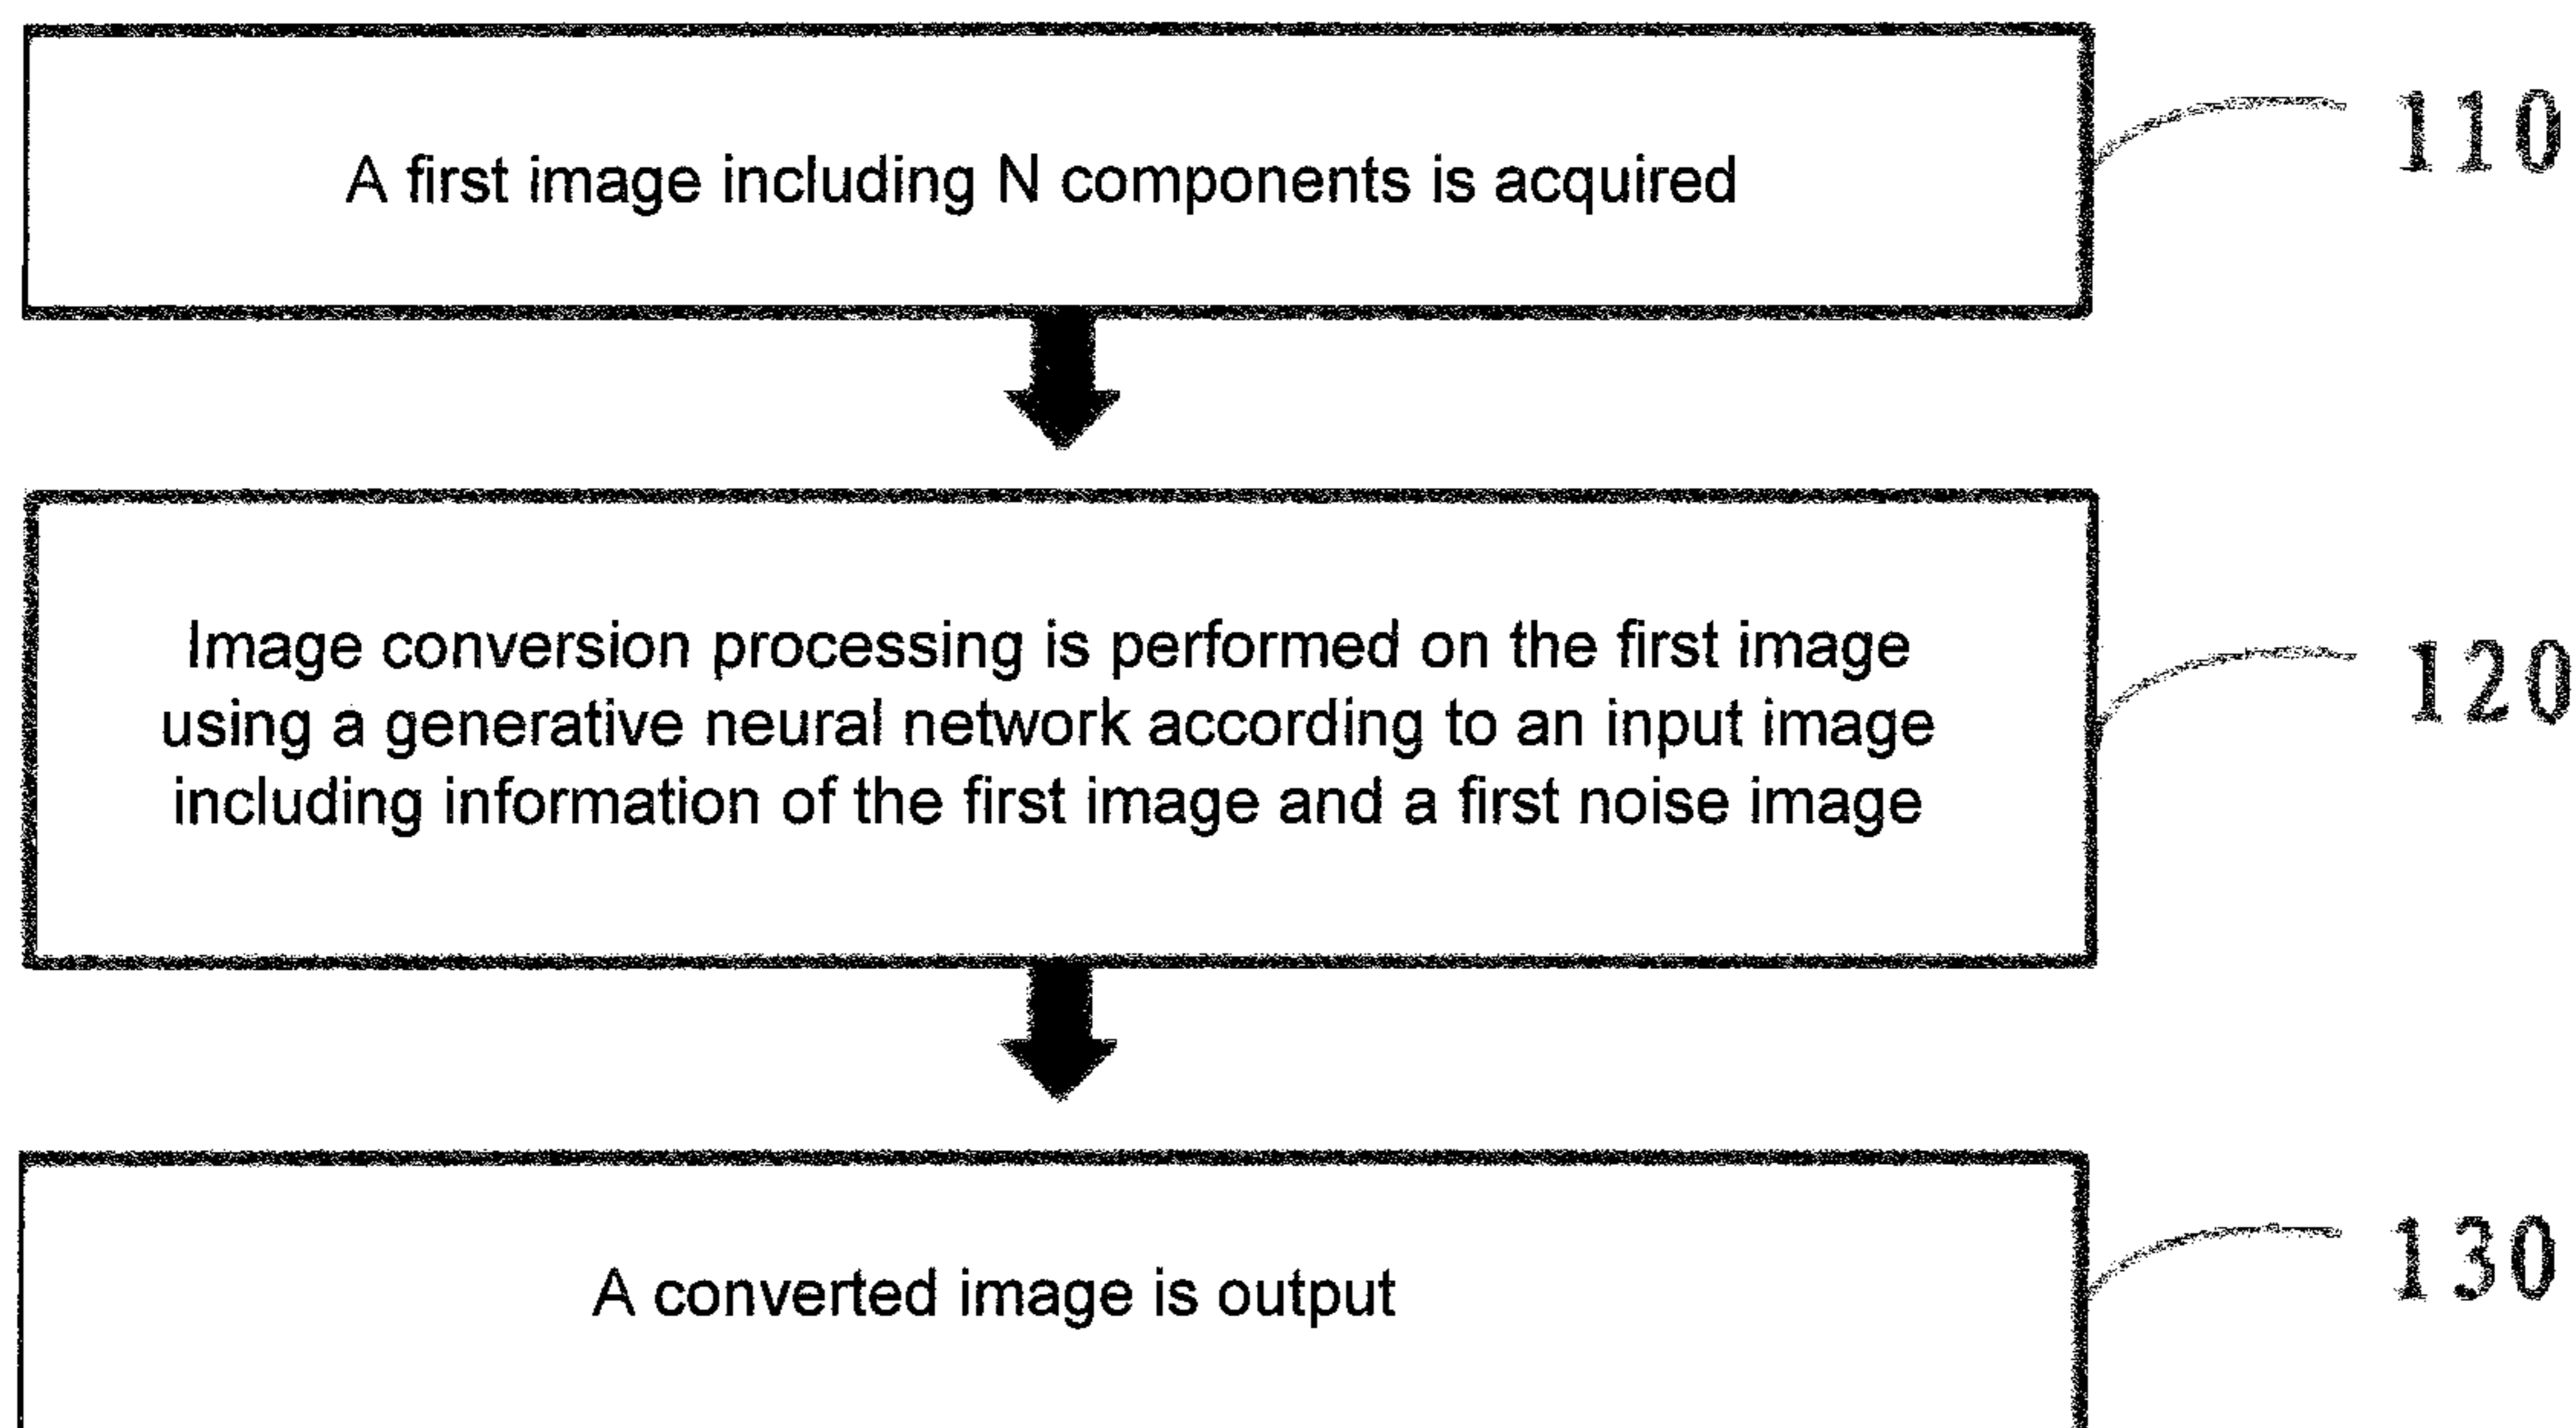 A first image including N components is acquired
110
Image conversion processing is performed on the first image
using a generative neural network according to an input image
including information of the first image and a first noise image
120
A converted image is output
130